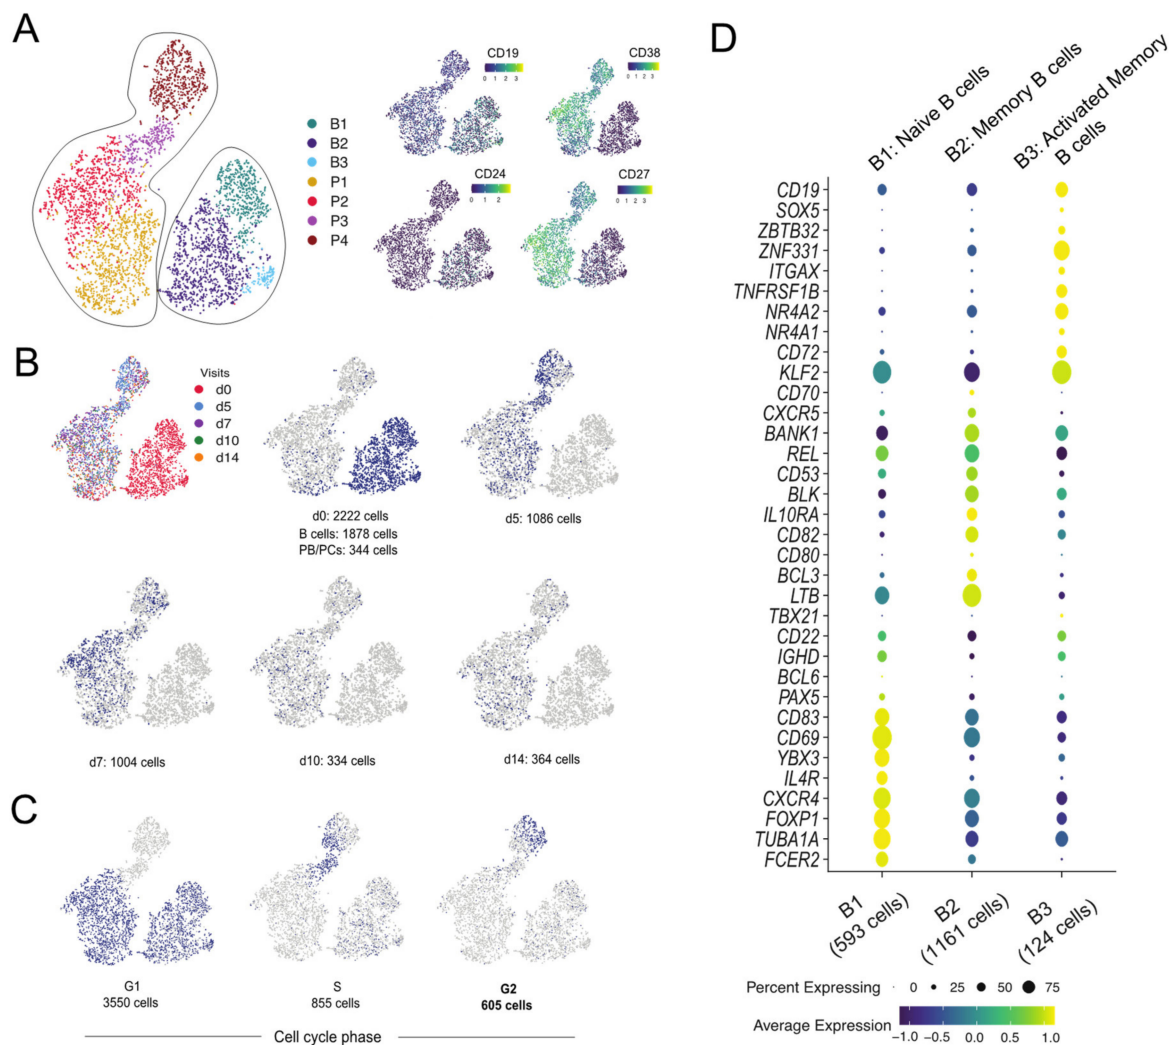 A
B1
B2
B3
P1
P2
P3
P4
CD19
0 1 2 3
CD38
0 1 2 3
CD24
0 1 2
CD27
0 1 2 3
B
Visits
d0
d5
d7
d10
d14
d0: 2222 cells
B cells: 1878 cells
PB/PCs: 344 cells
d5: 1086 cells
d7: 1004 cells
d10: 334 cells
d14: 364 cells
C
G1
3550 cells
S
855 cells
G2
605 cells
Cell cycle phase
D
B1: Naive B cells
B2: Memory B cells
B3: Activated Memory
B cells
CD19
SOX5
ZBTB32
ZNF331
ITGAX
TNFRSF1B
NR4A2
NR4A1
CD72
KLF2
CD70
CXCR5
BANK1
REL
CD53
BLK
IL10RA
CD82
CD80
BCL3
LTB
TBX21
CD22
IGHD
BCL6
PAX5
CD83
CD69
YBX3
IL4R
CXCR4
FOXP1
TUBA1A
FCER2
B1
(593 cells)
B2
(1161 cells)
B3
(124 cells)
Percent Expressing 0 25 50 75
Average Expression
−1.0 −0.5 0.0 0.5 1.0